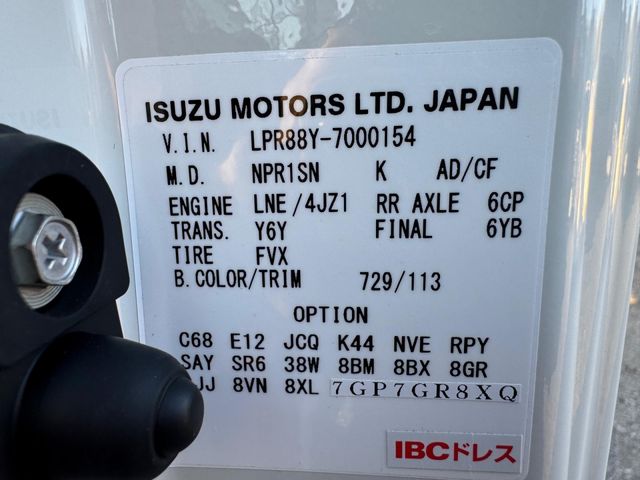 ISUZU MOTORS LTD. JAPAN
V.I.N. LPR88Y-7000154
M.D. NPR1SN K AD/CF
ENGINE LNE/4JZ1 RR AXLE 6CP
TRANS. Y6Y FINAL 6YB
TIRE FVX
B.COLOR/TRIM 729/113
OPTION
C68 E12 JCQ K44 NVE RPY
SAY SR6 38W 8BM 8BX 8GR
8VN 8XL 7GP7GR8XQ
IBCドレス